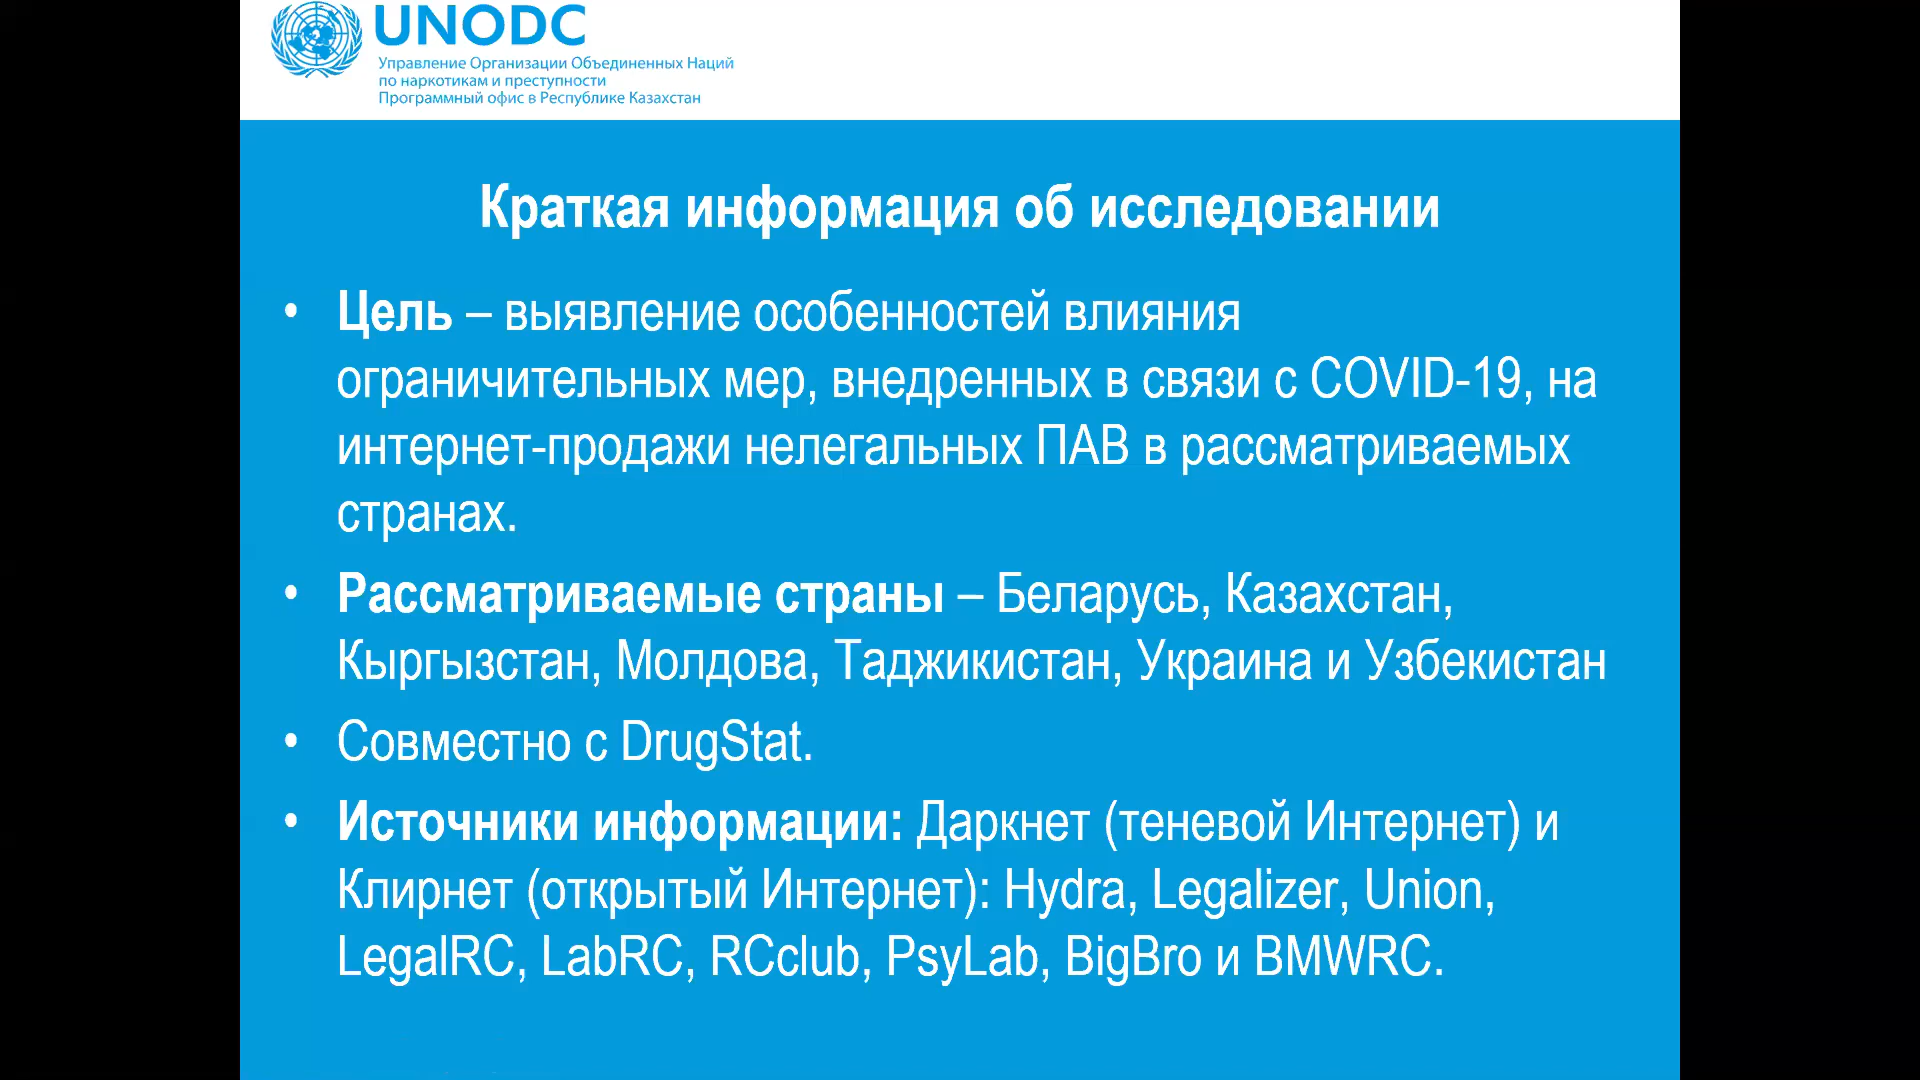 UNODC
Управление Организации Объединенных Наций
по наркотикам и преступности
Программный офис в Республике Казахстан
Краткая информация об исследовании
• Цель – выявление особенностей влияния
ограничительных мер, внедренных в связи с COVID-19, на
интернет-продажи нелегальных ПАВ в рассматриваемых
странах.
• Рассматриваемые страны – Беларусь, Казахстан,
Кыргызстан, Молдова, Таджикистан, Украина и Узбекистан
• Совместно с DrugStat.
• Источники информации: Даркнет (теневой Интернет) и
Клирнет (открытый Интернет): Hydra, Legalizer, Union,
LegalRC, LabRC, RCclub, PsyLab, BigBro и BMWRC.